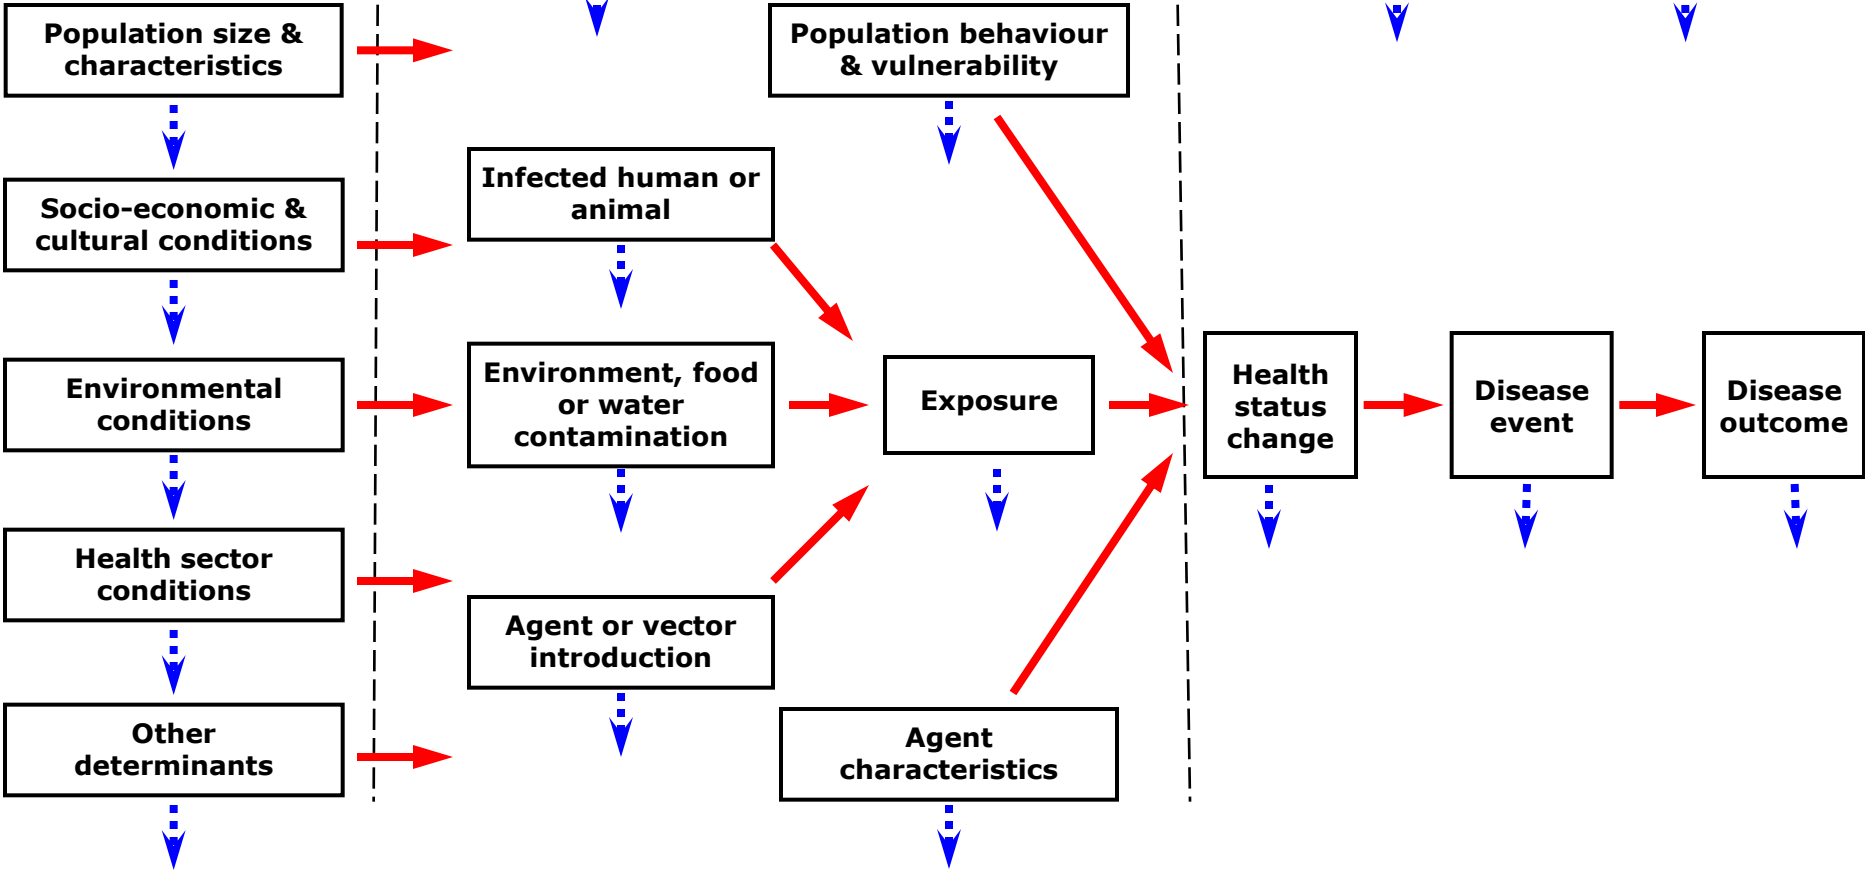 Population size &
characteristics
Population behaviour
& vulnerability
Socio-economic &
cultural conditions
Infected human or
animal
Environmental
conditions
Environment, food
or water
contamination
Exposure
Health
status
change
Disease
event
Disease
outcome
Health sector
conditions
Agent or vector
introduction
Other
determinants
Agent
characteristics